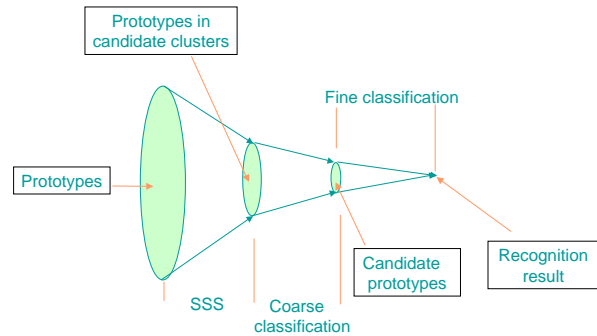 Prototypes in
candidate clusters
Fine classification
Prototypes
SSS
Coarse
classification
Candidate
prototypes
Recognition
result